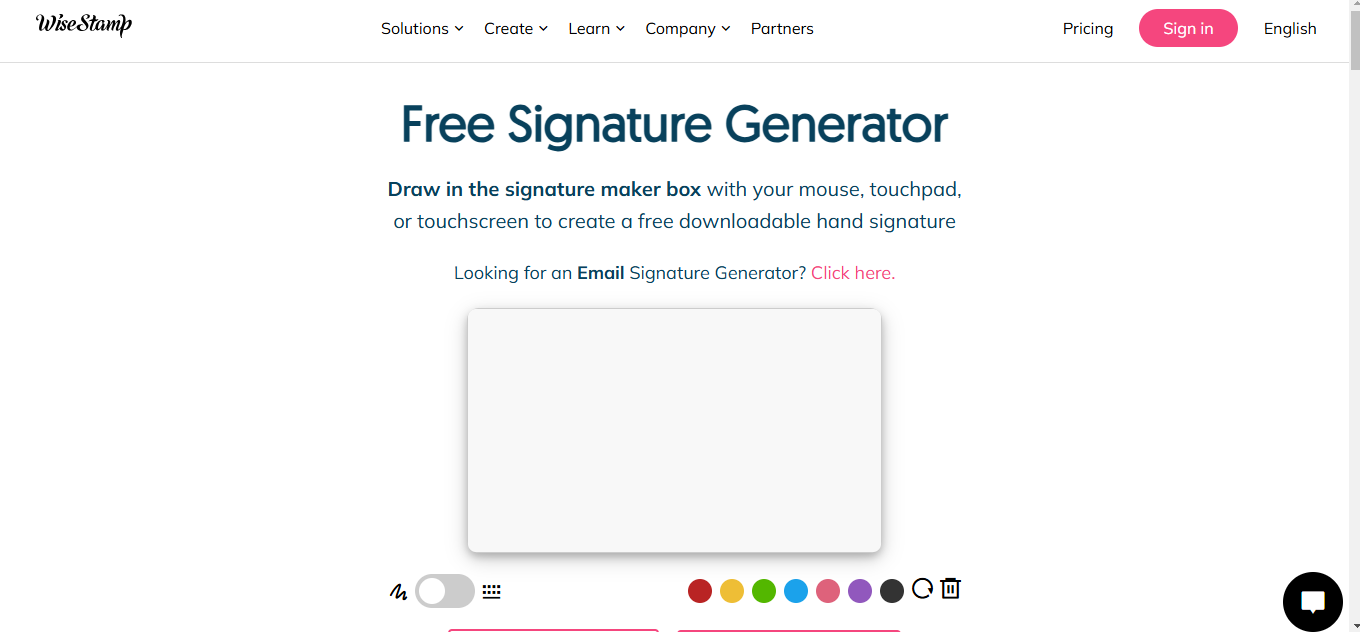 WiseStamp
Solutions Create Learn Company Partners Pricing Sign in English
Free Signature Generator
Draw in the signature maker box with your mouse, touchpad,
or touchscreen to create a free downloadable hand signature
Looking for an Email Signature Generator? Click here.